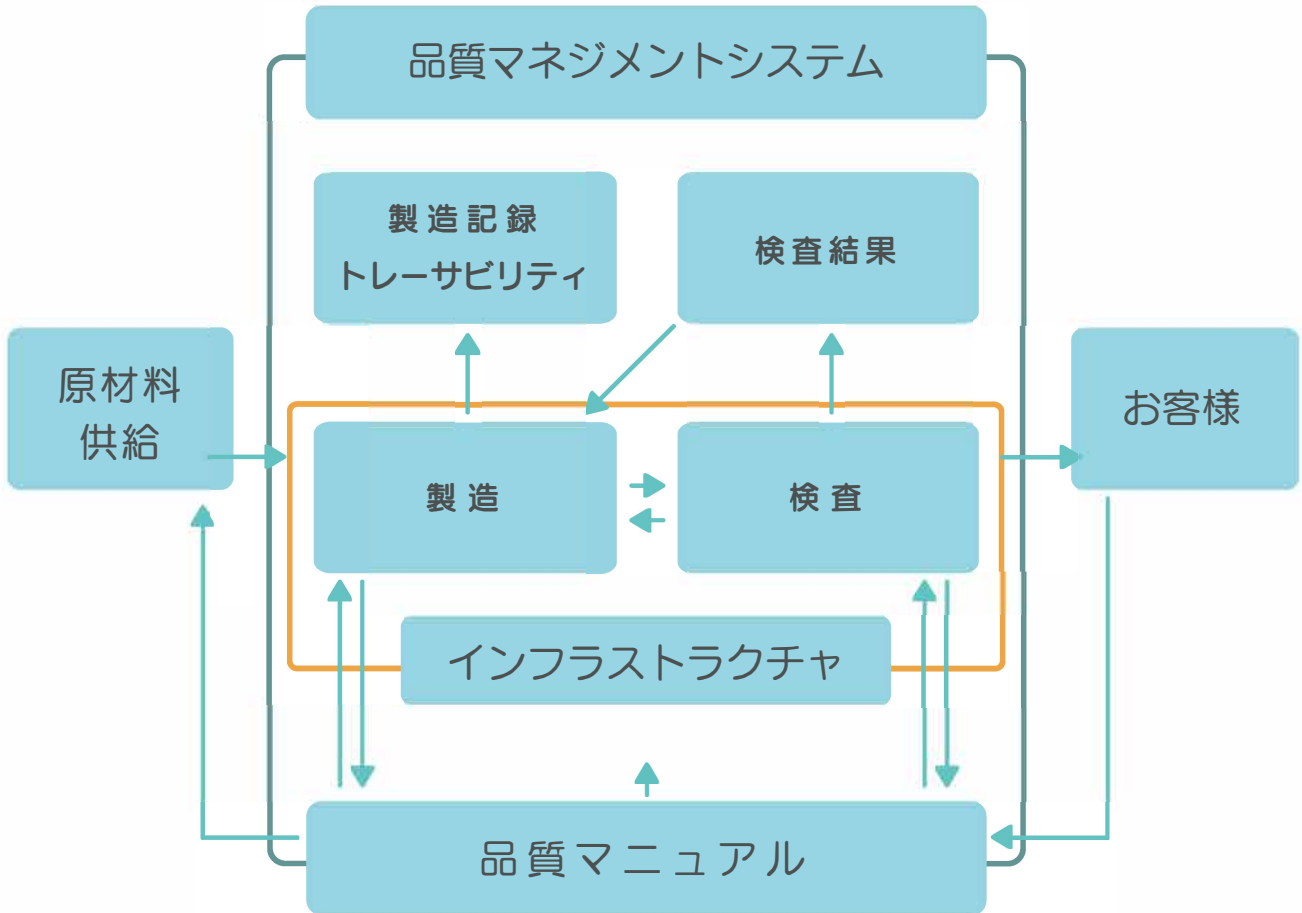 品質マネジメントシステム
製造記録
トレーサビリティ
検査結果
原材料
供給
お客様
製造
検査
インフラストラクチャ
品質マニュアル